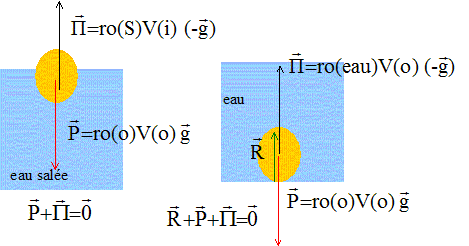 Π⃗=ro(S)V(i) (-g⃗)
P⃗=ro(o)V(o) g⃗
eau salée
P⃗+Π⃗=0⃗
Π⃗=ro(eau)V(o) (-g⃗)
eau
R⃗
P⃗=ro(o)V(o) g⃗
R⃗+P⃗+Π⃗=0⃗